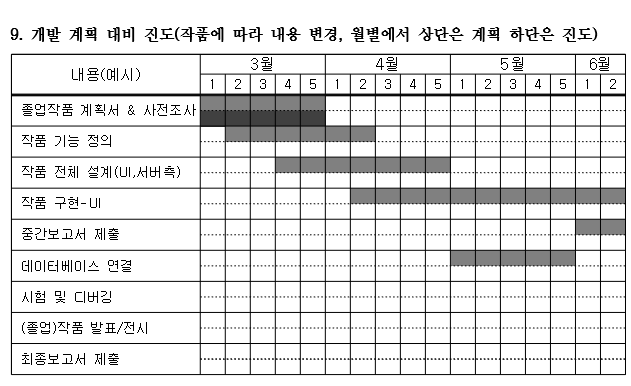 9. 개발 계획 대비 진도(작품에 따라 내용 변경, 월별에서 상단은 계획 하단은 진도)
내용(예시) 3월 4월 5월 6월
1 2 3 4 5 1 2 3 4 5 1 2 3 4 5 1 2
졸업작품 계획서 & 사전조사
작품 기능 정의
작품 전체 설계(UI,서버측)
작품 구현-UI
중간보고서 제출
데이터베이스 연결
시험 및 디버깅
(졸업)작품 발표/전시
최종보고서 제출